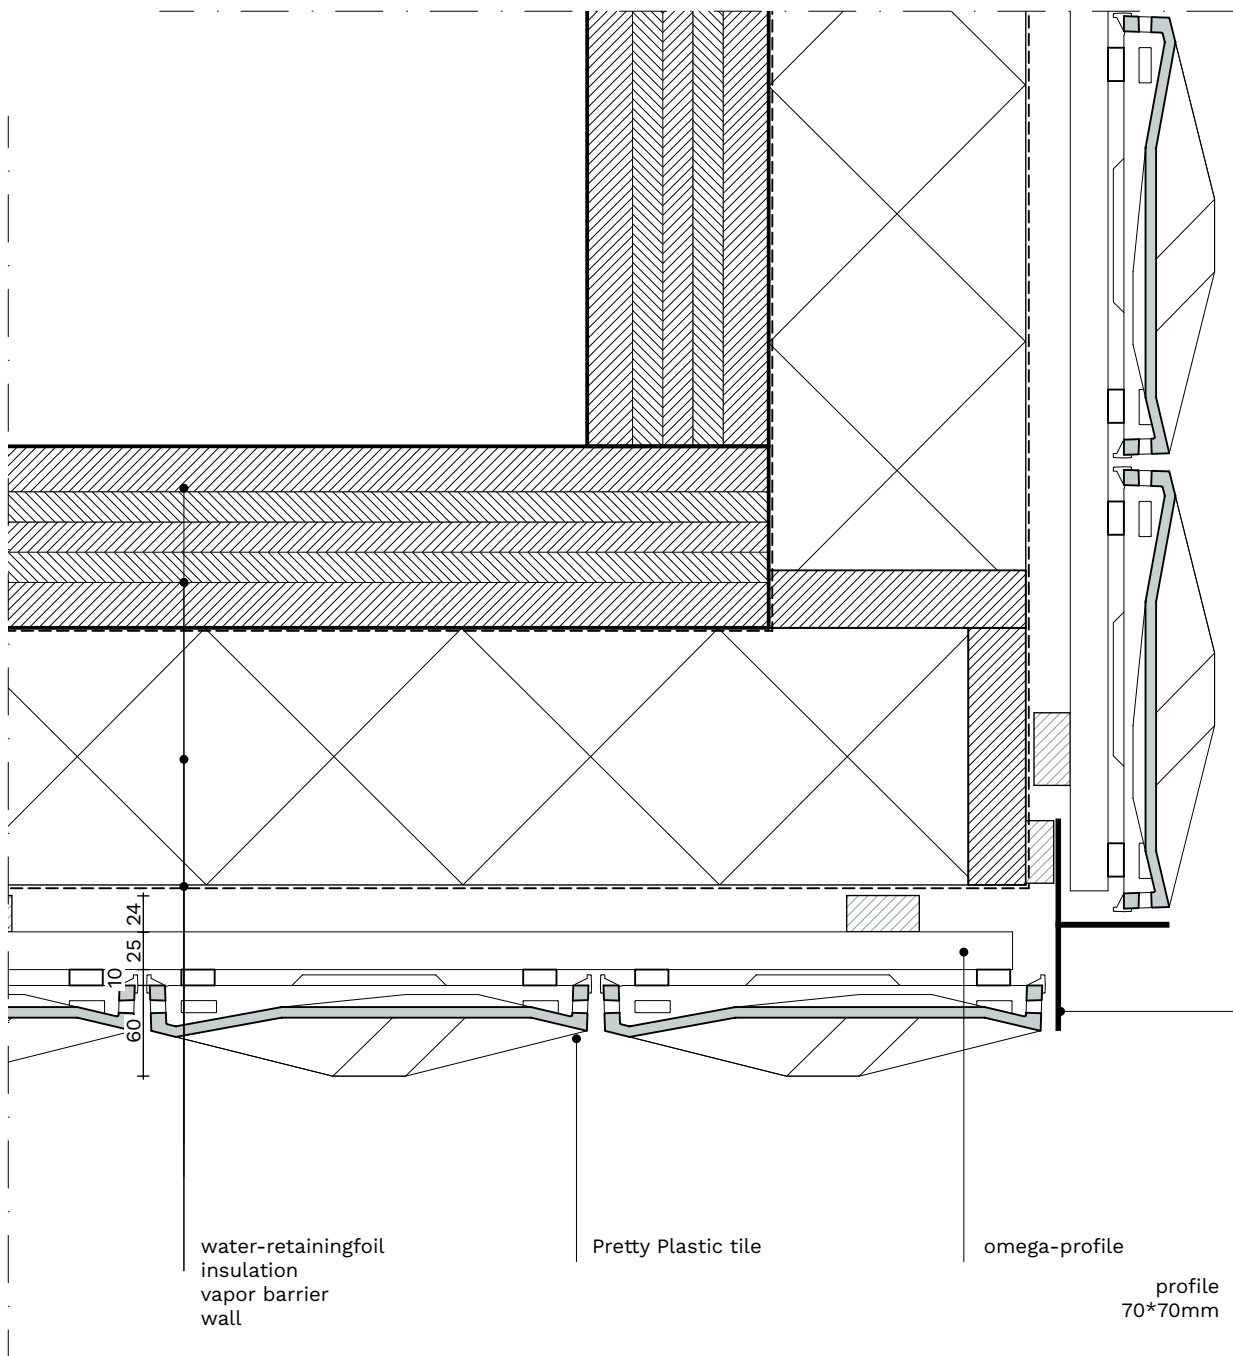 24
25
10
60
water-retainingfoil
insulation
vapor barrier
wall
Pretty Plastic tile
omega-profile
profile
70*70mm